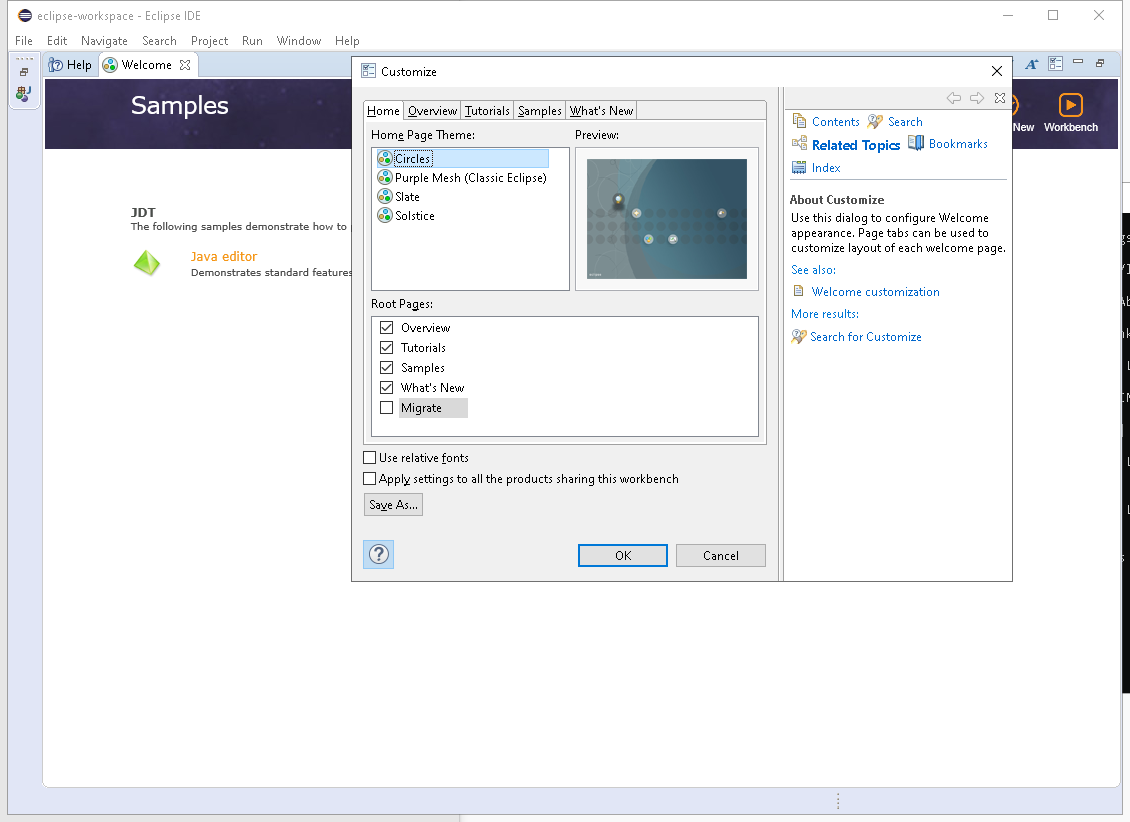 eclipse-workspace - Eclipse IDE
File Edit Navigate Search Project Run Window Help
Help Welcome
Samples
New Workbench
JDT
The following samples demonstrate how to
Java editor
Demonstrates standard features
Customize
Home Overview Tutorials Samples What's New
Home Page Theme:
Circles
Purple Mesh (Classic Eclipse)
Slate
Solstice
Preview:
Root Pages:
Overview
Tutorials
Samples
What's New
Migrate
Use relative fonts
Apply settings to all the products sharing this workbench
Save As...
OK Cancel
Contents Search
Related Topics Bookmarks
Index
About Customize
Use this dialog to configure Welcome
appearance. Page tabs can be used to
customize layout of each welcome page.
See also:
Welcome customization
More results:
Search for Customize